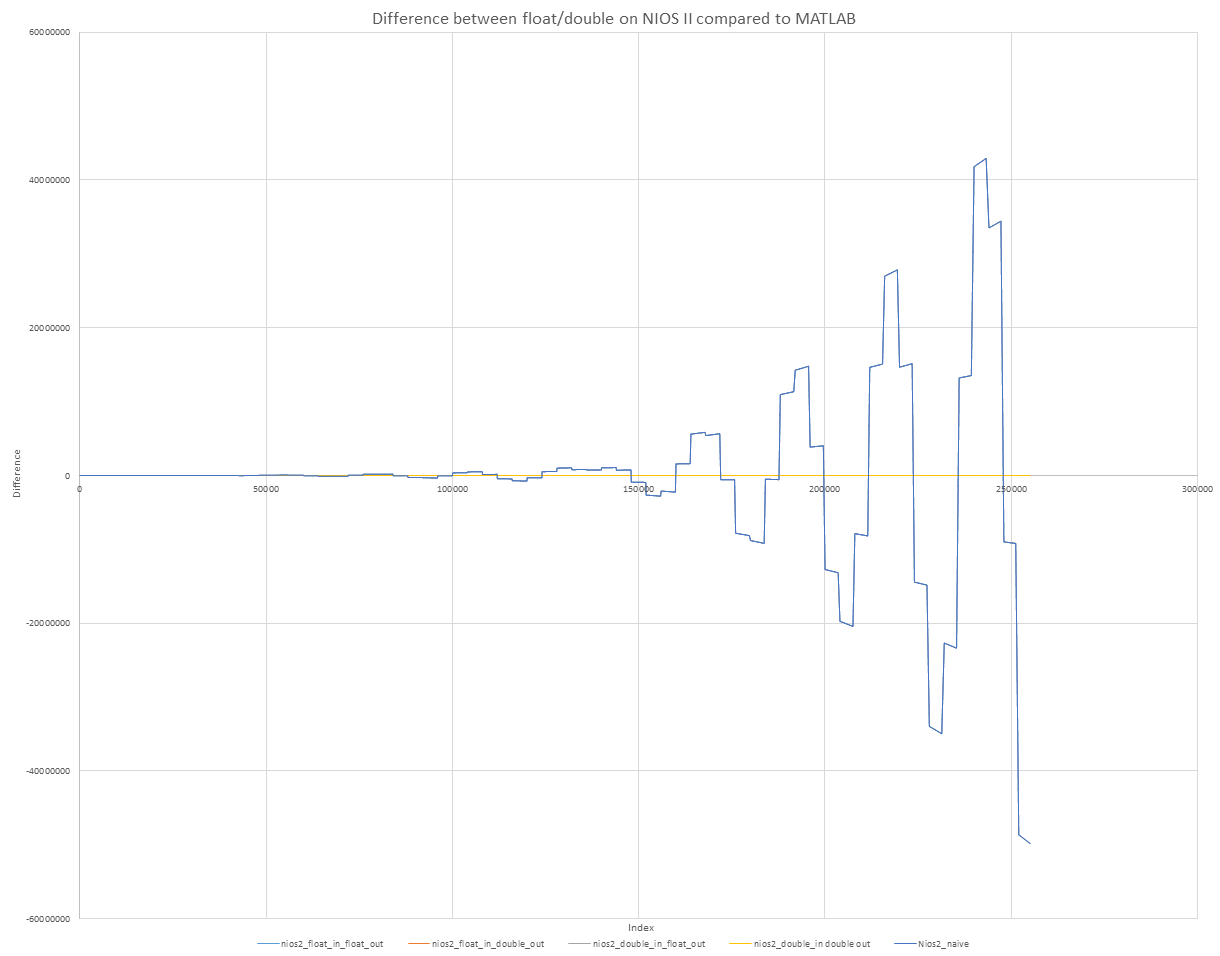 Difference between float/double on NIOS II compared to MATLAB
60000000
40000000
20000000
0
-20000000
-40000000
-60000000
Difference
0 50000 100000 150000 200000 250000 300000
Index
nios2_float_in_float_out nios2_float_in_double_out nios2_double_in_float_out nios2_double_in double out Nios2_naive